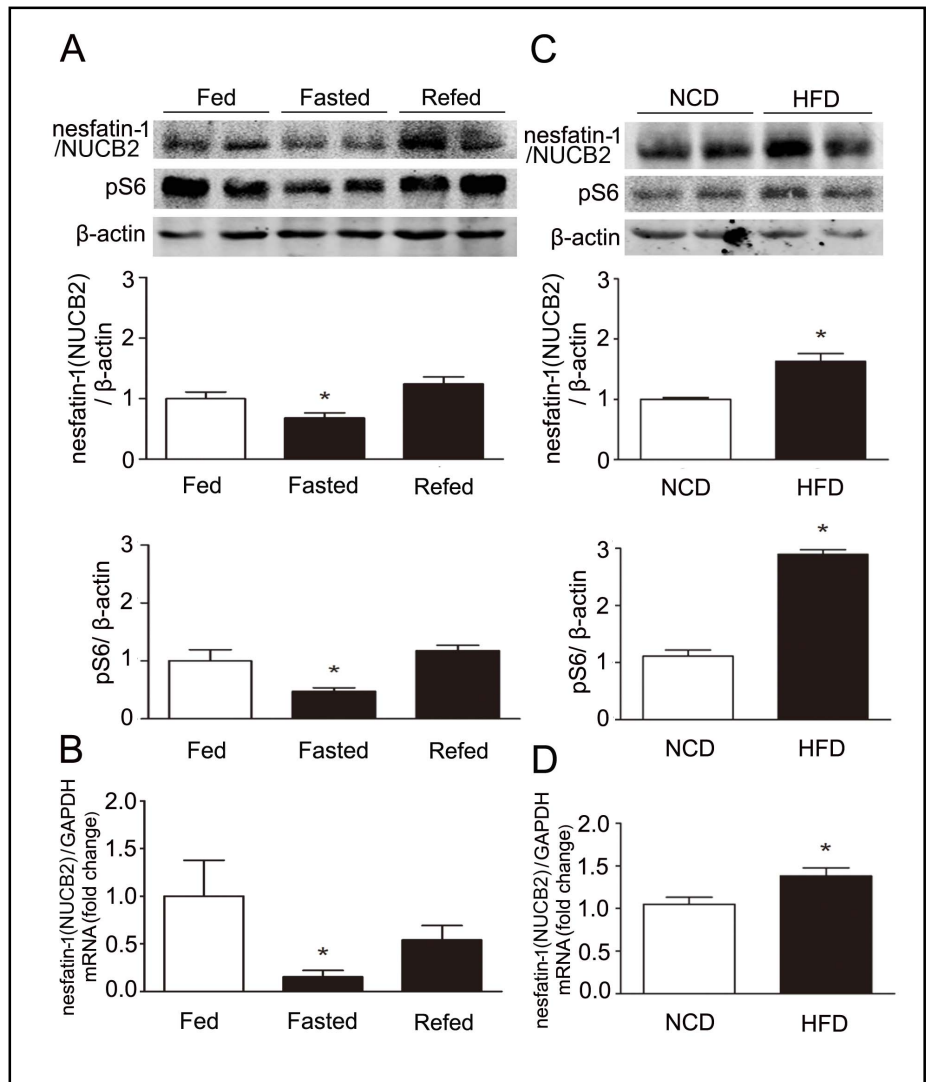 A
Fed Fasted Refed
nesfatin-1
/NUCB2
pS6
β-actin
nesfatin-1(NUCB2)
/ β-actin
3
2
1
0
Fed Fasted Refed
*
pS6/ β-actin
3
2
1
0
Fed Fasted Refed
*
B
nesfatin-1(NUCB2)/GAPDH
mRNA(fold change)
2.0
1.5
1.0
0.5
0.0
Fed Fasted Refed
*
C
NCD HFD
nesfatin-1
/NUCB2
pS6
β-actin
nesfatin-1(NUCB2)
/ β-actin
3
2
1
0
NCD HFD
*
pS6/ β-actin
3
2
1
0
NCD HFD
*
D
nesfatin-1(NUCB2)/GAPDH
mRNA(fold change)
2.0
1.5
1.0
0.5
0.0
NCD HFD
*